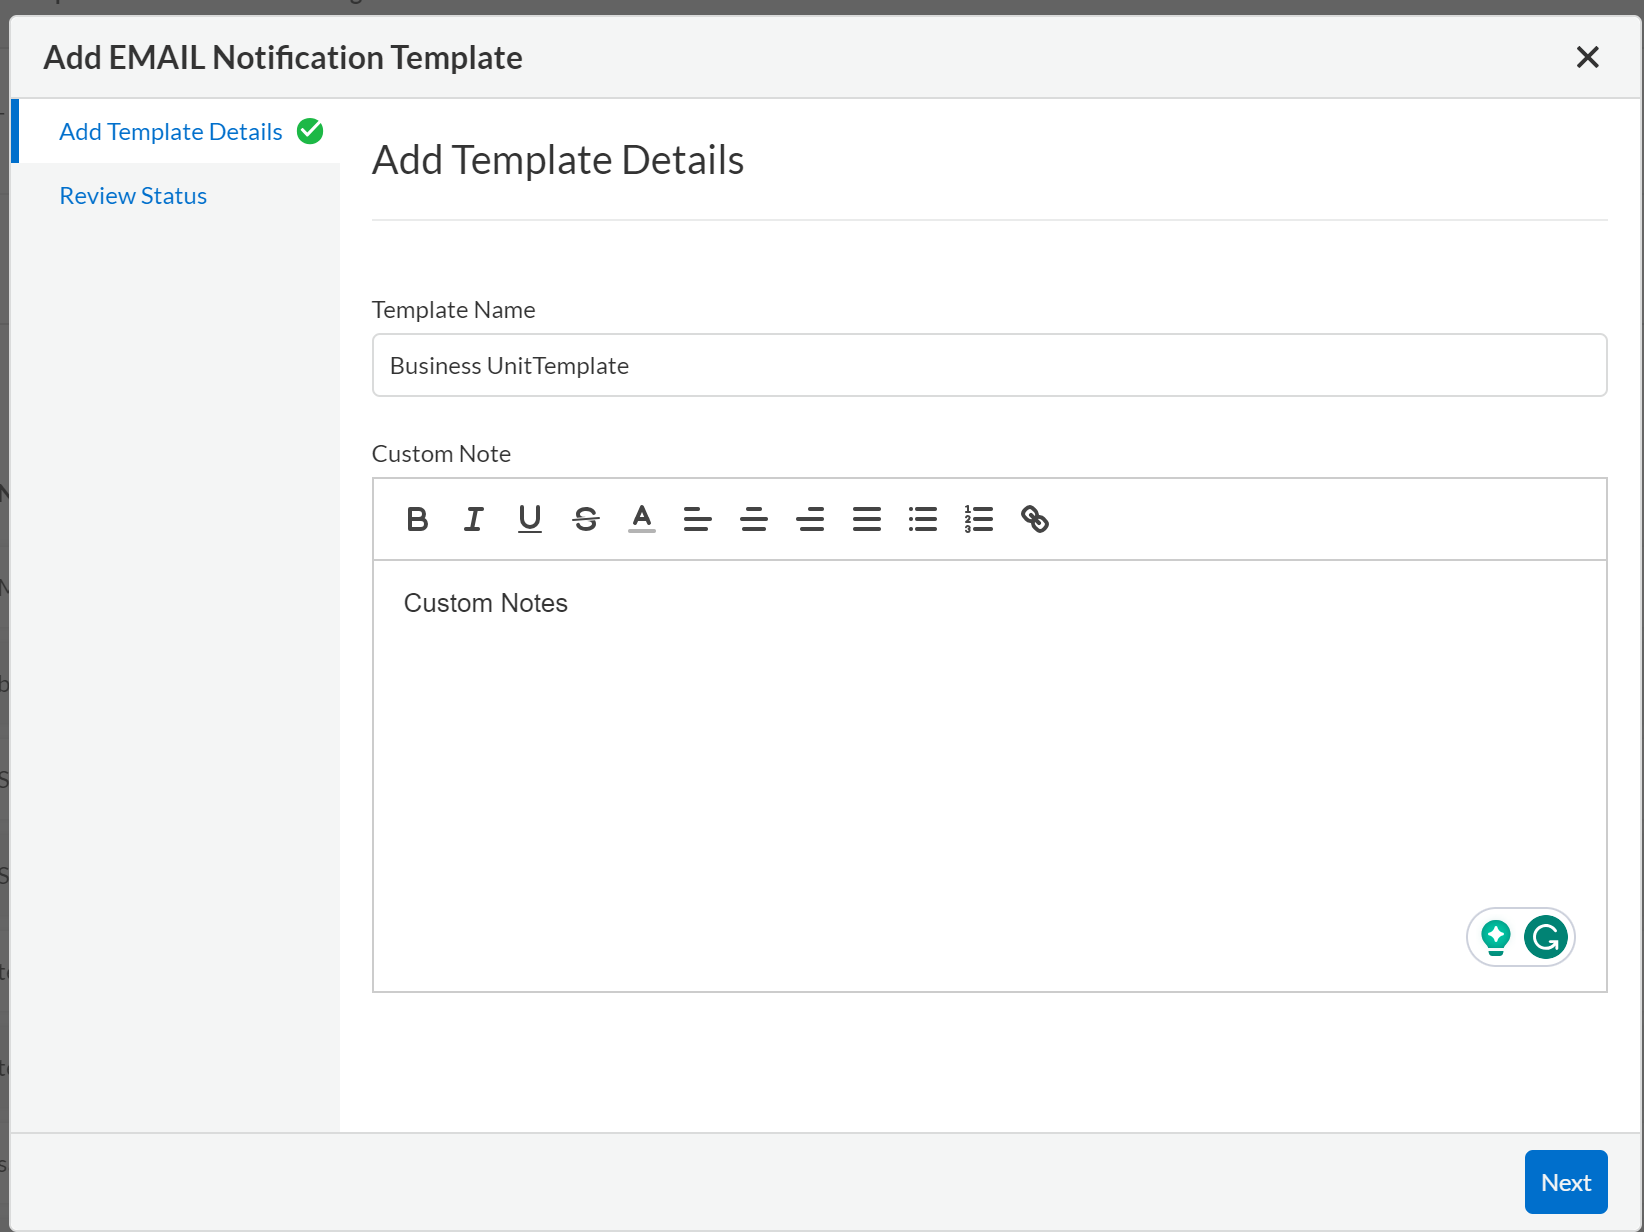 Add EMAIL Notification Template
Add Template Details
Review Status
Add Template Details
Template Name
Business UnitTemplate
Custom Note
Custom Notes
Next